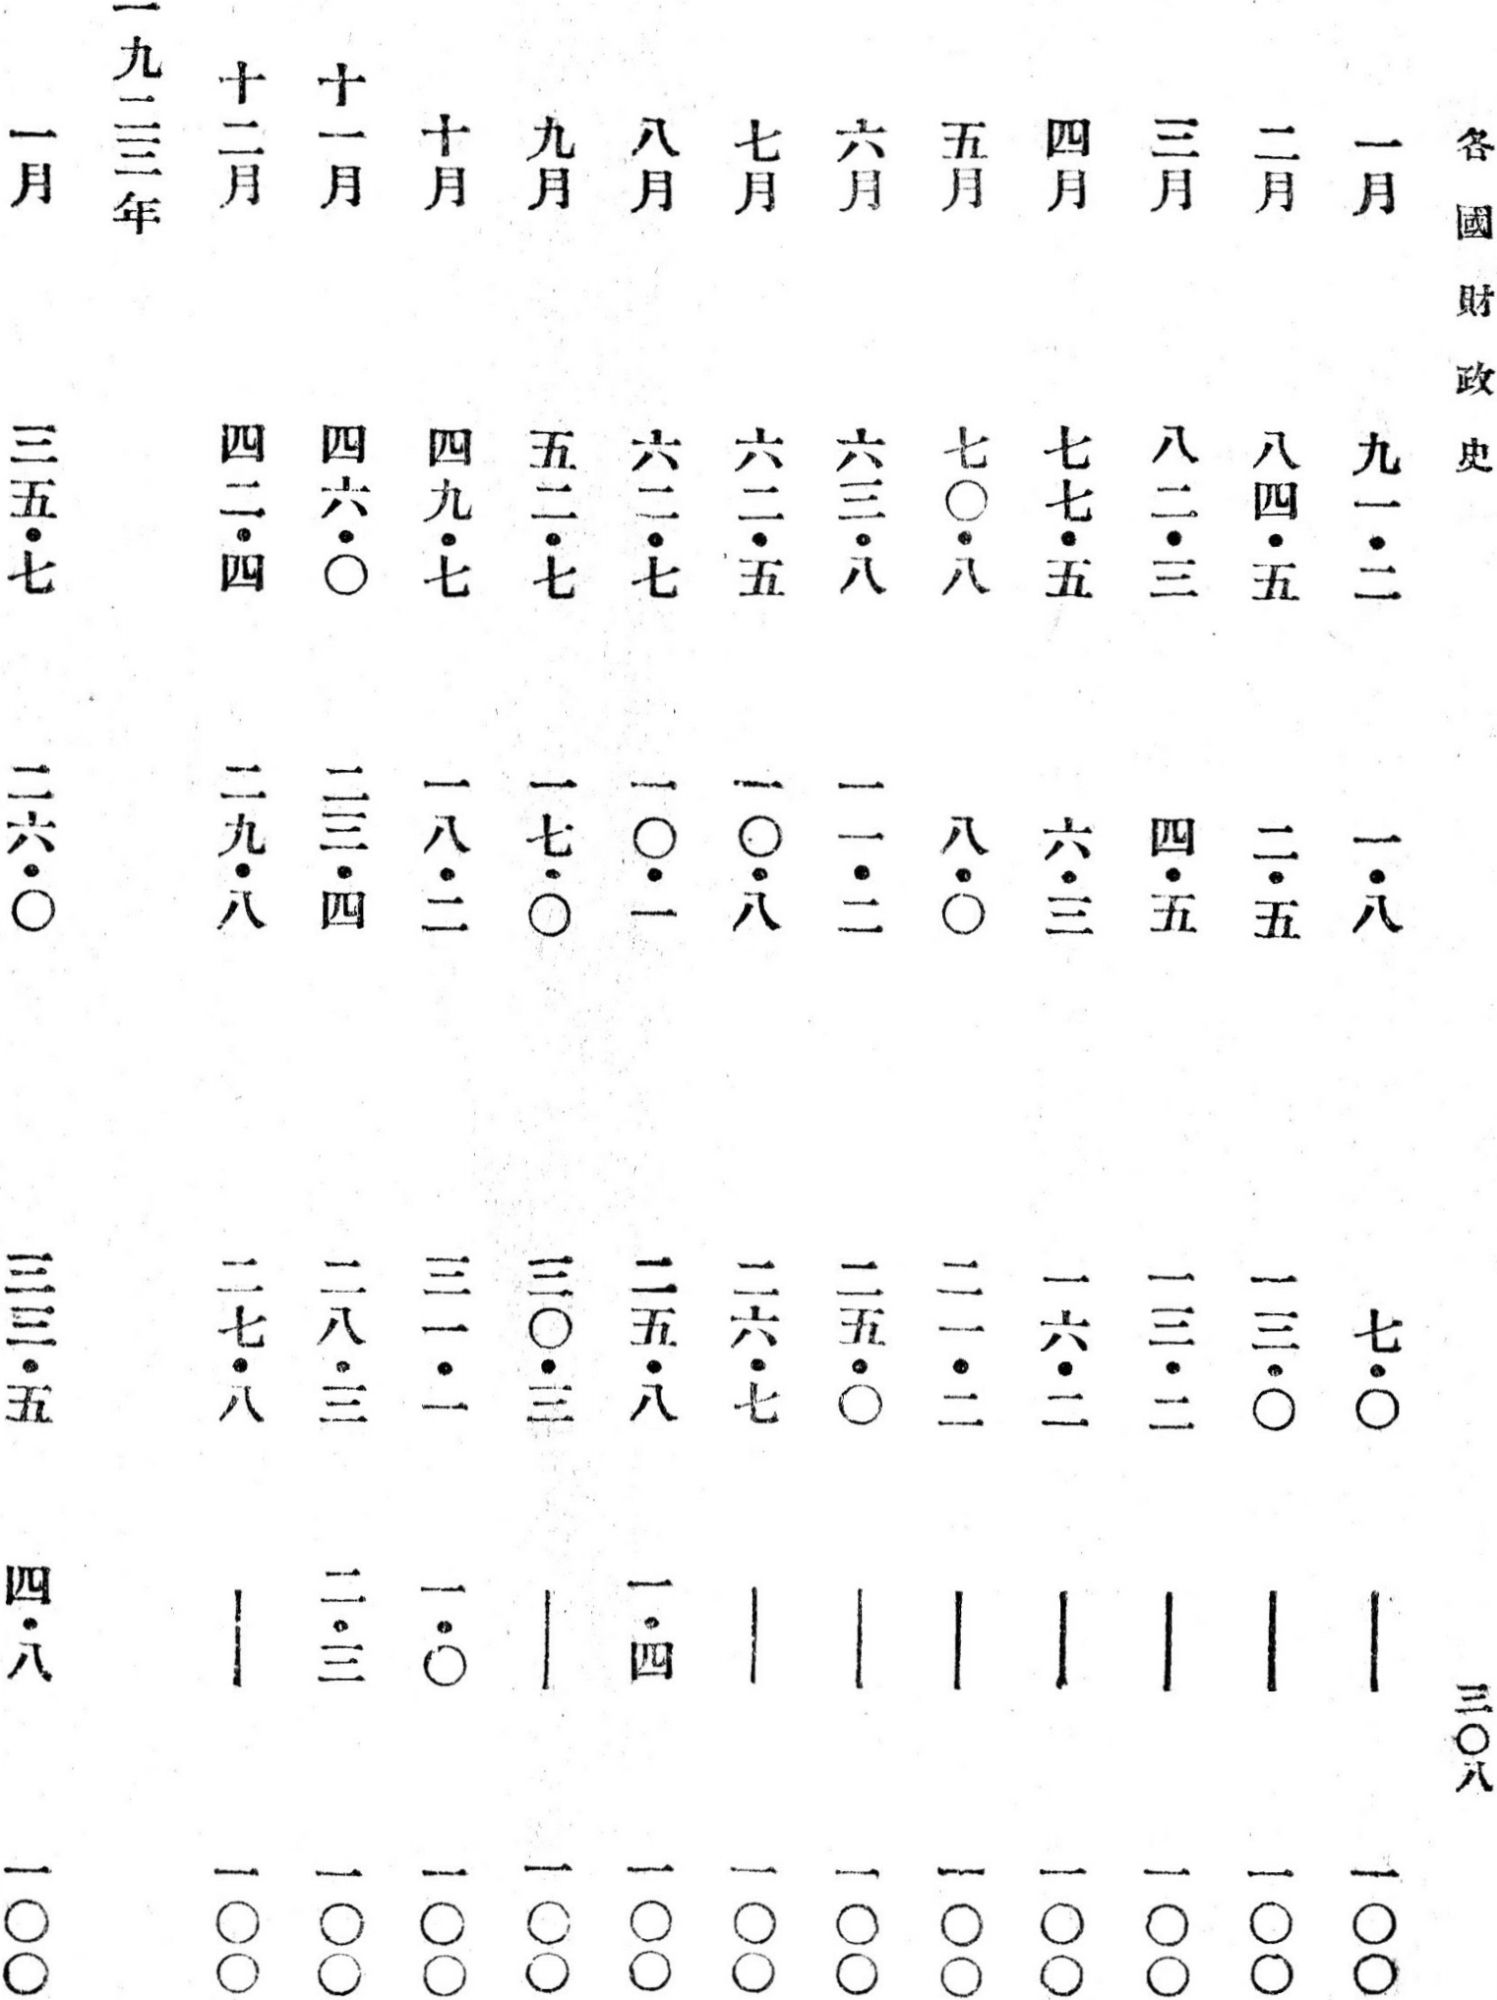 各國財政史 三〇八
一月 九一•二 一•八 七•〇 — 一〇〇
二月 八四•五 二•五 一三•〇 — 一〇〇
三月 八二•三 四•五 一三•二 — 一〇〇
四月 七七•五 六•三 一六•二 — 一〇〇
五月 七〇•八 八•〇 二一•二 — 一〇〇
六月 六三•八 一一•二 二五•〇 — 一〇〇
七月 六二•五 一〇•八 二六•七 — 一〇〇
八月 六二•七 一〇•一 二五•八 一•四 一〇〇
九月 五二•七 一七•〇 三〇•三 — 一〇〇
十月 四九•七 一八•二 三一•一 一•〇 一〇〇
十一月 四六•〇 二三•四 二八•三 二•三 一〇〇
十二月 四二•四 二九•八 二七•八 — 一〇〇
一九二三年
一月 三五•七 二六•〇 三三•五 四•八 一〇〇